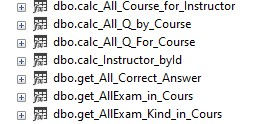 dbo.calc_All_Course_for_Instructor
dbo.calc_All_Q_by_Course
dbo.calc_All_Q_For_Course
dbo.calc_Instructor_byId
dbo.get_All_Correct_Answer
dbo.get_AllExam_in_Cours
dbo.get_AllExam_Kind_in_Cours